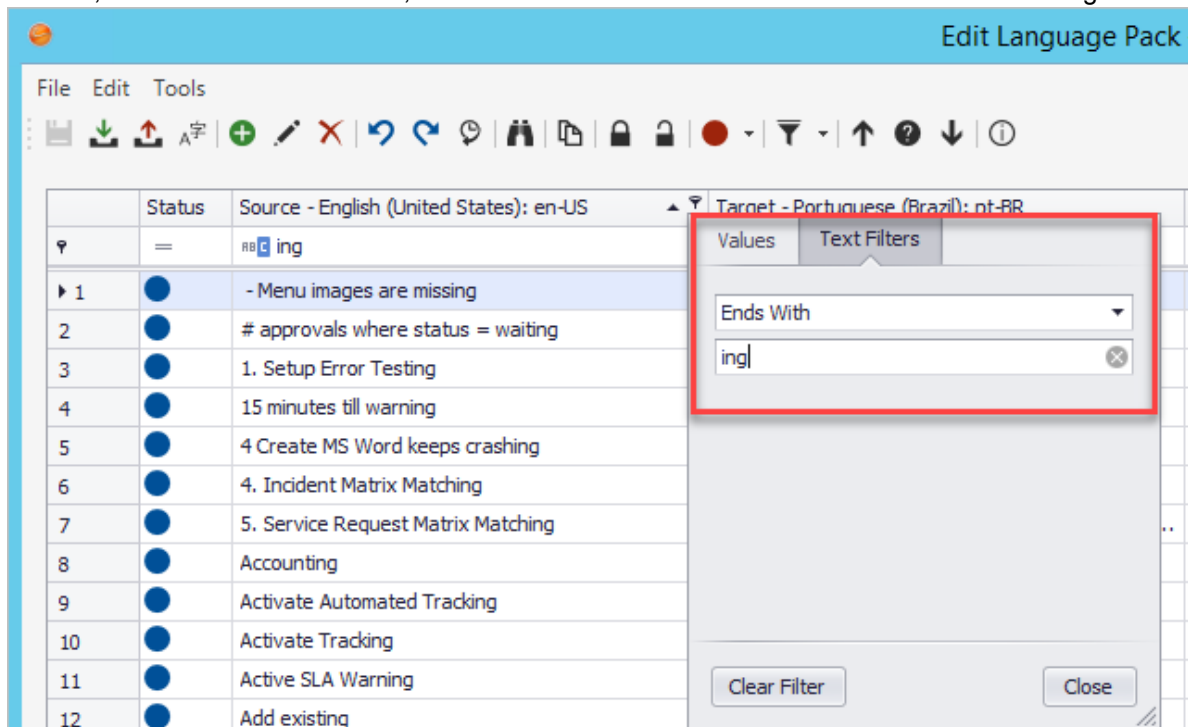 Edit Language Pack
File Edit Tools
Status Source - English (United States): en-US Target - Portuguese (Brazil): pt-BR
= ABC ing
Values Text Filters
Ends With
ing
1 - Menu images are missing
2 # approvals where status = waiting
3 1. Setup Error Testing
4 15 minutes till warning
5 4 Create MS Word keeps crashing
6 4. Incident Matrix Matching
7 5. Service Request Matrix Matching ..
8 Accounting
9 Activate Automated Tracking
10 Activate Tracking
11 Active SLA Warning
12 Add existing
Clear Filter Close